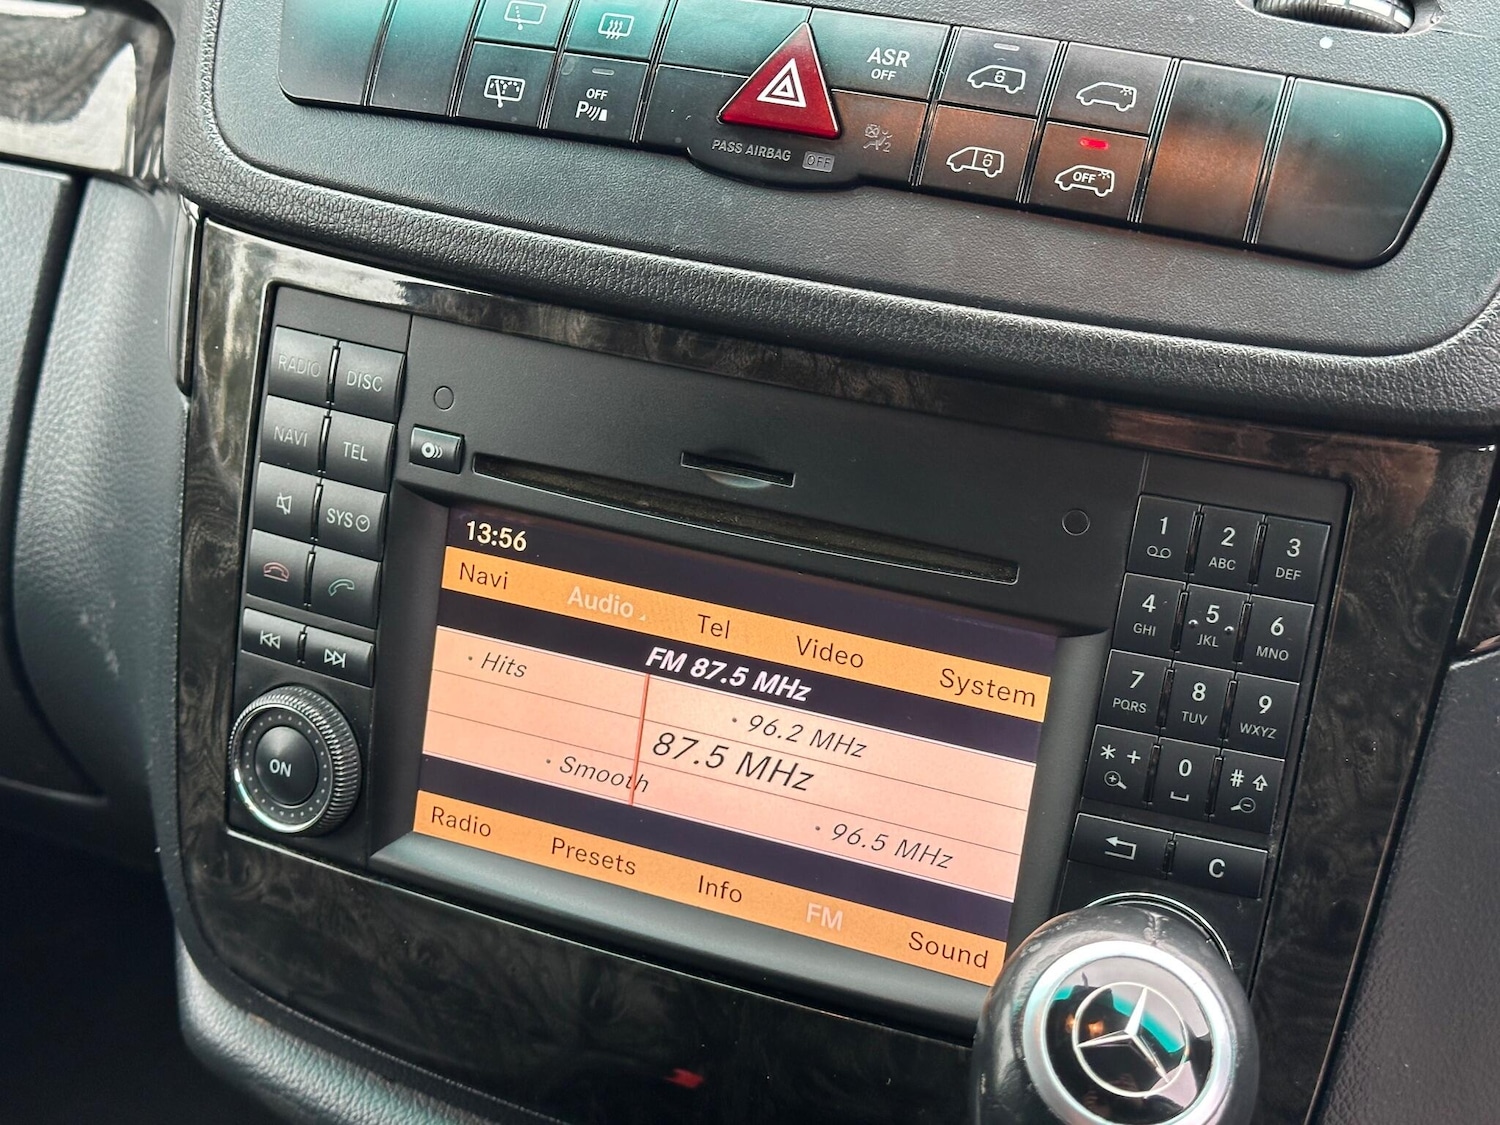 ASR
OFF
OFF
P
PASS AIRBAG OFF
2
OFF
RADIO DISC
NAVI TEL
SYS
ON
13:56
Navi Audio Tel Video System
FM 87.5 MHz
Hits
96.2 MHz
87.5 MHz
Smooth
96.5 MHz
Radio Presets Info FM Sound
1 2 3
ABC DEF
4 5 6
GHI JKL MNO
7 8 9
PQRS TUV WXYZ
* + 0 #
C